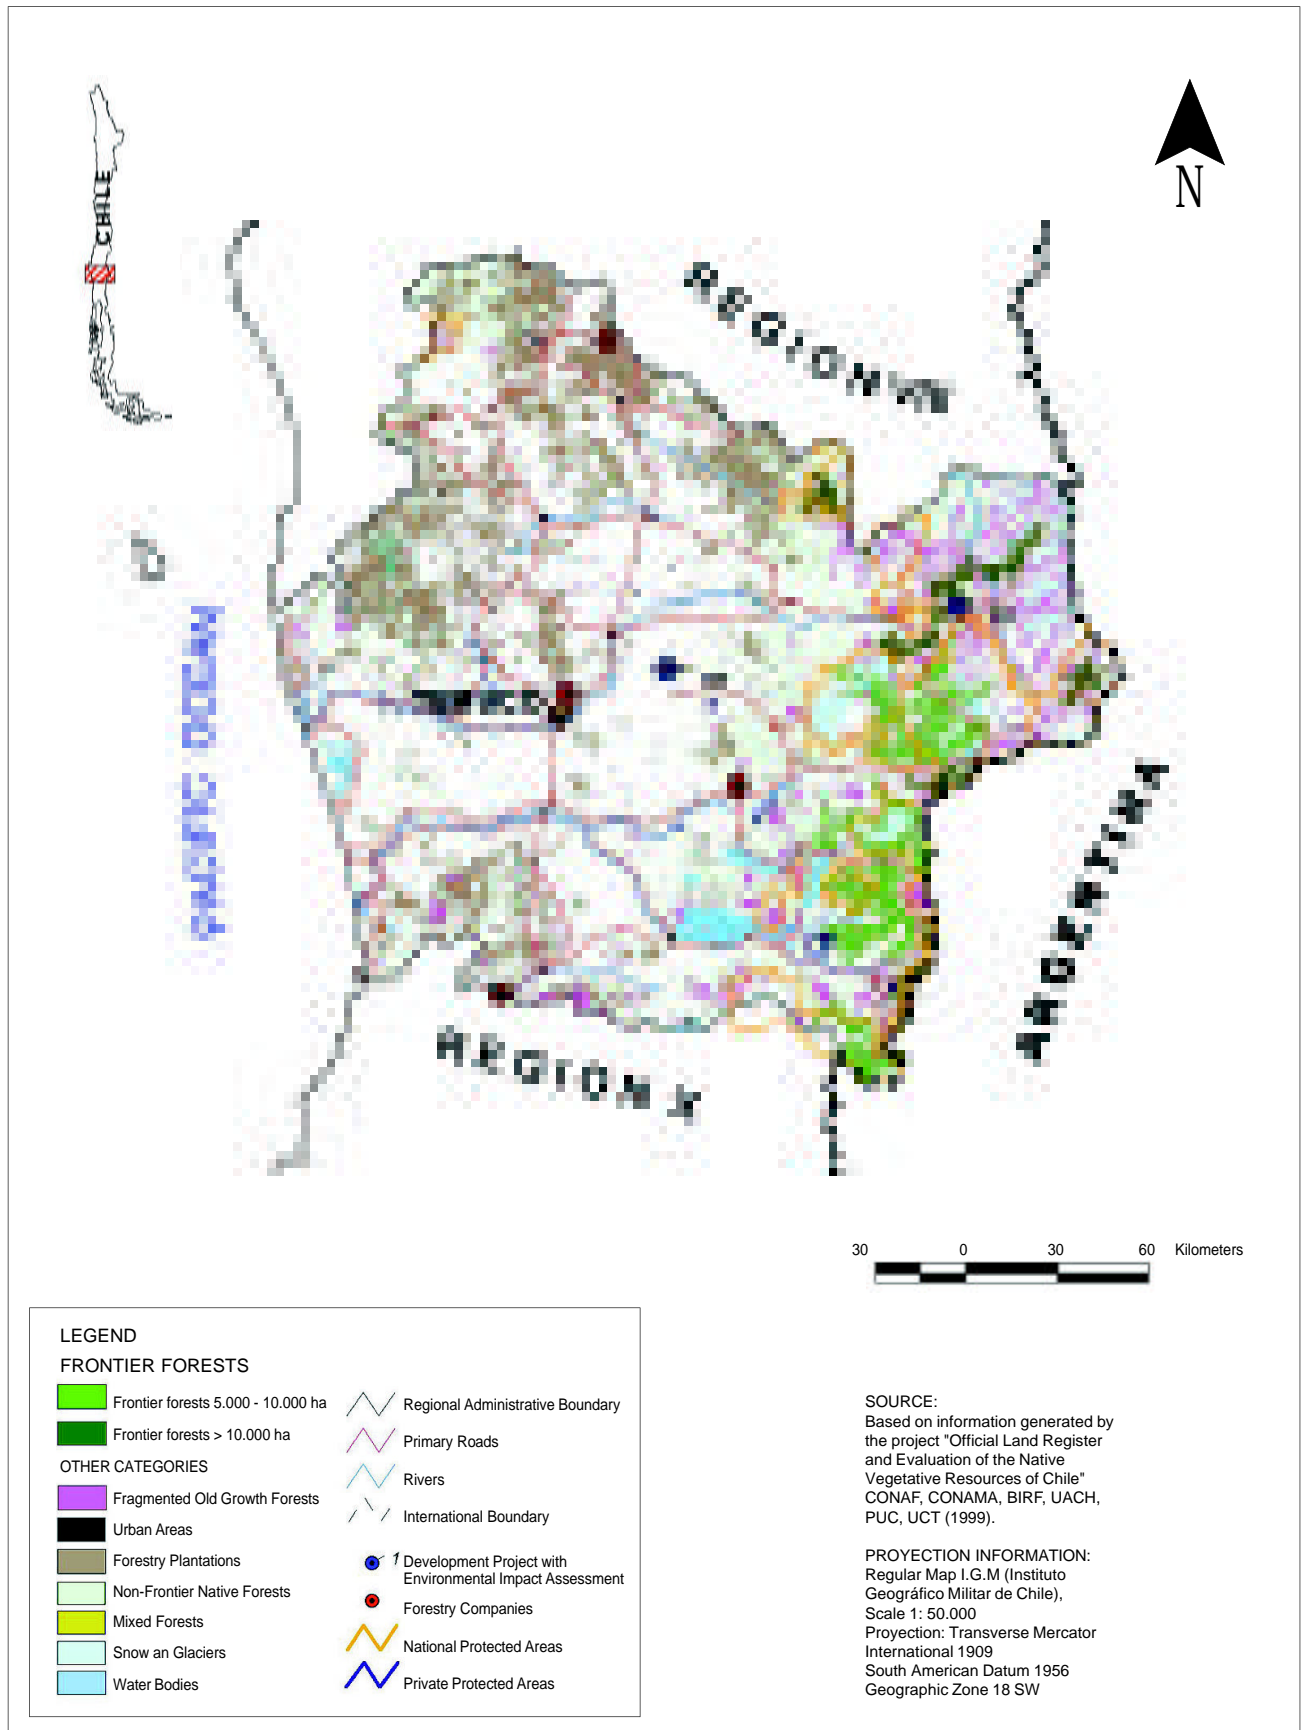 CHILE
N
REGION VIII
PACIFIC OCEAN
ARGENTINA
REGION X
30 0 30 60 Kilometers
LEGEND
FRONTIER FORESTS
Frontier forests 5.000 - 10.000 ha
Frontier forests > 10.000 ha
OTHER CATEGORIES
Fragmented Old Growth Forests
Urban Areas
Forestry Plantations
Non-Frontier Native Forests
Mixed Forests
Snow an Glaciers
Water Bodies
Regional Administrative Boundary
Primary Roads
Rivers
International Boundary
1 Development Project with
Environmental Impact Assessment
Forestry Companies
National Protected Areas
Private Protected Areas
SOURCE:
Based on information generated by
the project "Official Land Register
and Evaluation of the Native
Vegetative Resources of Chile"
CONAF, CONAMA, BIRF, UACH,
PUC, UCT (1999).
PROYECTION INFORMATION:
Regular Map I.G.M (Instituto
Geográfico Militar de Chile),
Scale 1: 50.000
Proyection: Transverse Mercator
International 1909
South American Datum 1956
Geographic Zone 18 SW